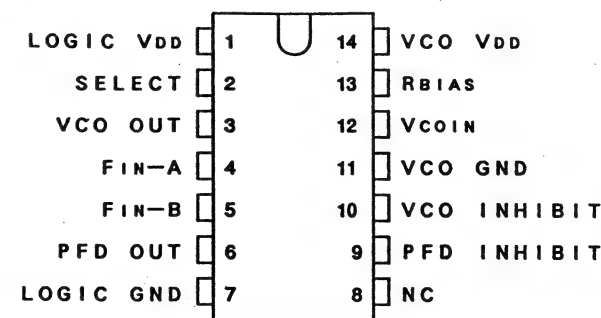 LOGIC VDD 1 14 VCO VDD
SELECT 2 13 RBIAS
VCO OUT 3 12 VCOIN
FIN-A 4 11 VCO GND
FIN-B 5 10 VCO INHIBIT
PFD OUT 6 9 PFD INHIBIT
LOGIC GND 7 8 NC